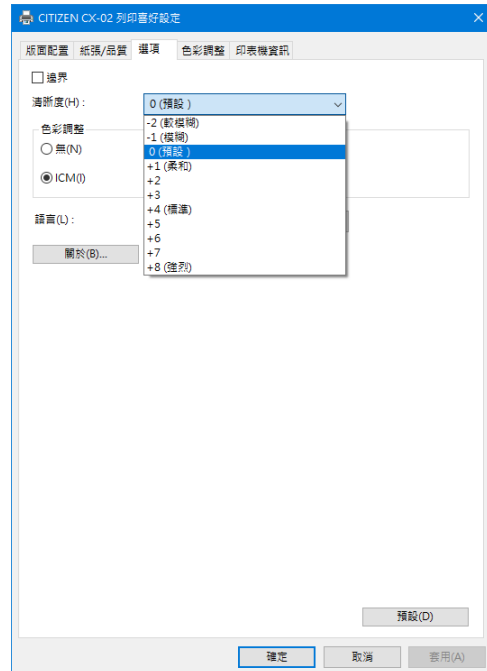 CITIZEN CX-02 列印喜好設定
版面配置 紙張/品質 選項 色彩調整 印表機資訊
邊界
清晰度(H) : 0 (預設 )
-2 (較模糊)
-1 (模糊)
0 (預設 )
+1 (柔和)
+2
+3
+4 (標準)
+5
+6
+7
+8 (強烈)
色彩調整
無(N)
ICM(I)
語言(L) :
關於(B)...
預設(D)
確定 取消 套用(A)